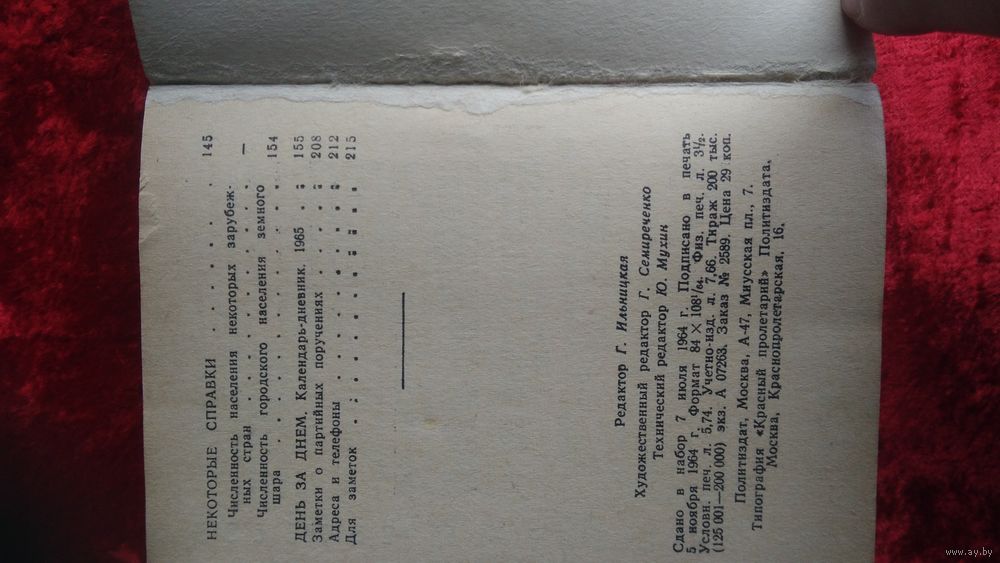 НЕКОТОРЫЕ СПРАВКИ . . . . . . . 145
Численность населения некоторых зарубеж-
ных стран . . . . . . . . . . . —
Численность городского населения земного
шара . . . . . . . . . . . . 154
ДЕНЬ ЗА ДНЕМ. Календарь-дневник. 1965 . . 155
Заметки о партийных поручениях . . . . . 208
Адреса и телефоны . . . . . . . . . 212
Для заметок . . . . . . . . . . . 215
Редактор Г. Ильницкая
Художественный редактор Г. Семиреченко
Технический редактор Ю. Мухин
Сдано в набор 7 июля 1964 г. Подписано в печать
5 ноября 1964 г. Формат 84 × 108 1/64. Физ. печ. л. 3 1/2.
Условн. печ. л. 5,74. Учетно-изд. л. 7,66. Тираж 200 тыс.
(125 001—200 000) экз. А 07263. Заказ № 2589. Цена 29 коп.
Политиздат, Москва, А-47, Миусская пл., 7.
Типография «Красный пролетарий» Политиздата.
Москва, Краснопролетарская, 16.
www.ay.by